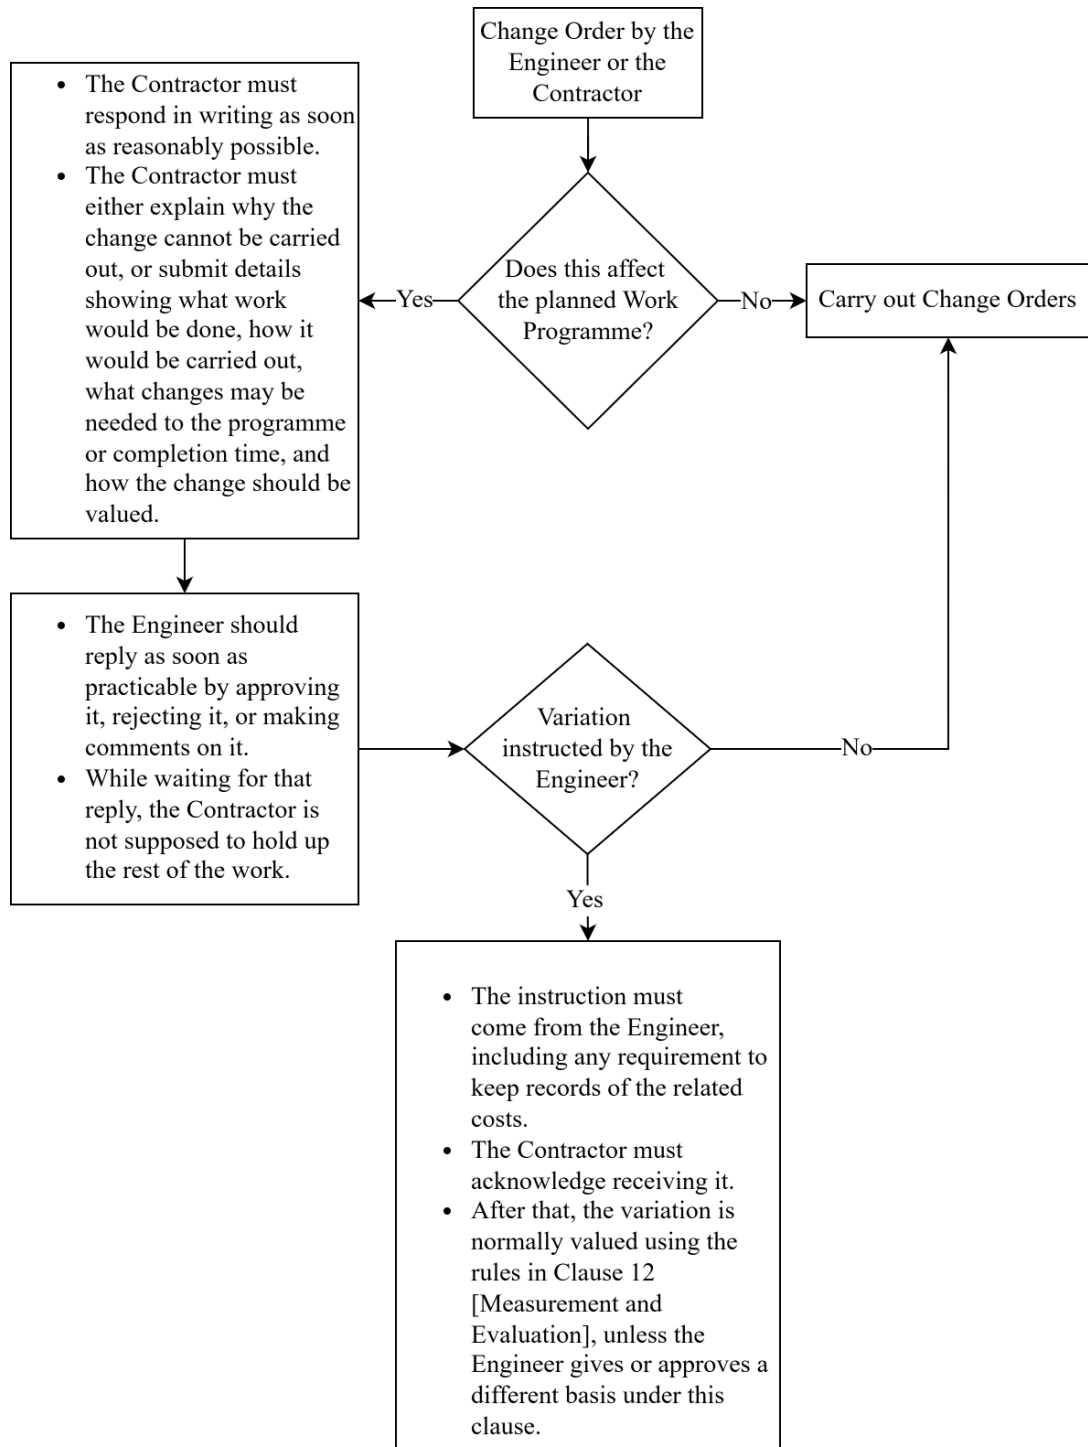 Change Order by the
Engineer or the
Contractor
• The Contractor must
respond in writing as soon
as reasonably possible.
• The Contractor must
either explain why the
change cannot be carried
out, or submit details
showing what work
would be done, how it
would be carried out,
what changes may be
needed to the programme
or completion time, and
how the change should be
valued.
Yes
Does this affect
the planned Work
Programme?
No
Carry out Change Orders
• The Engineer should
reply as soon as
practicable by approving
it, rejecting it, or making
comments on it.
• While waiting for that
reply, the Contractor is
not supposed to hold up
the rest of the work.
Variation
instructed by the
Engineer?
No
Yes
• The instruction must
come from the Engineer,
including any requirement to
keep records of the related
costs.
• The Contractor must
acknowledge receiving it.
• After that, the variation is
normally valued using the
rules in Clause 12
[Measurement and
Evaluation], unless the
Engineer gives or approves a
different basis under this
clause.